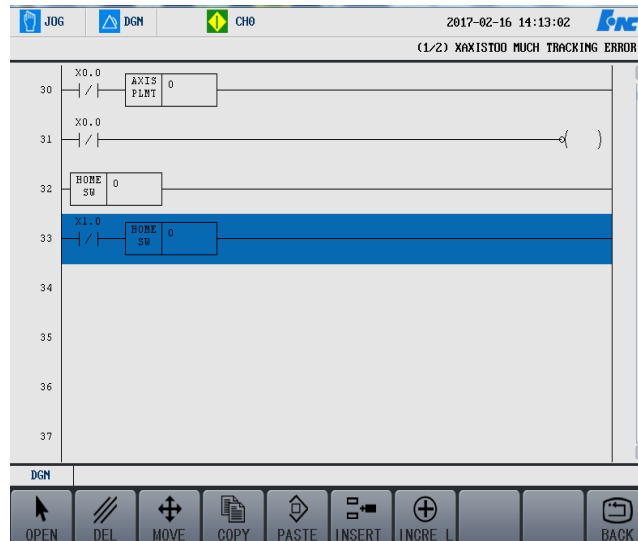 JOG DGN CH0 2017-02-16 14:13:02
(1/2) XAXISTOO MUCH TRACKING ERROR
X0.0
30 AXIS PLMT 0
X0.0
31
32 HOME SW 0
X1.0
33 HOME SW 0
34
35
36
37
DGN
OPEN DEL MOVE COPY PASTE INSERT INCRE L BACK